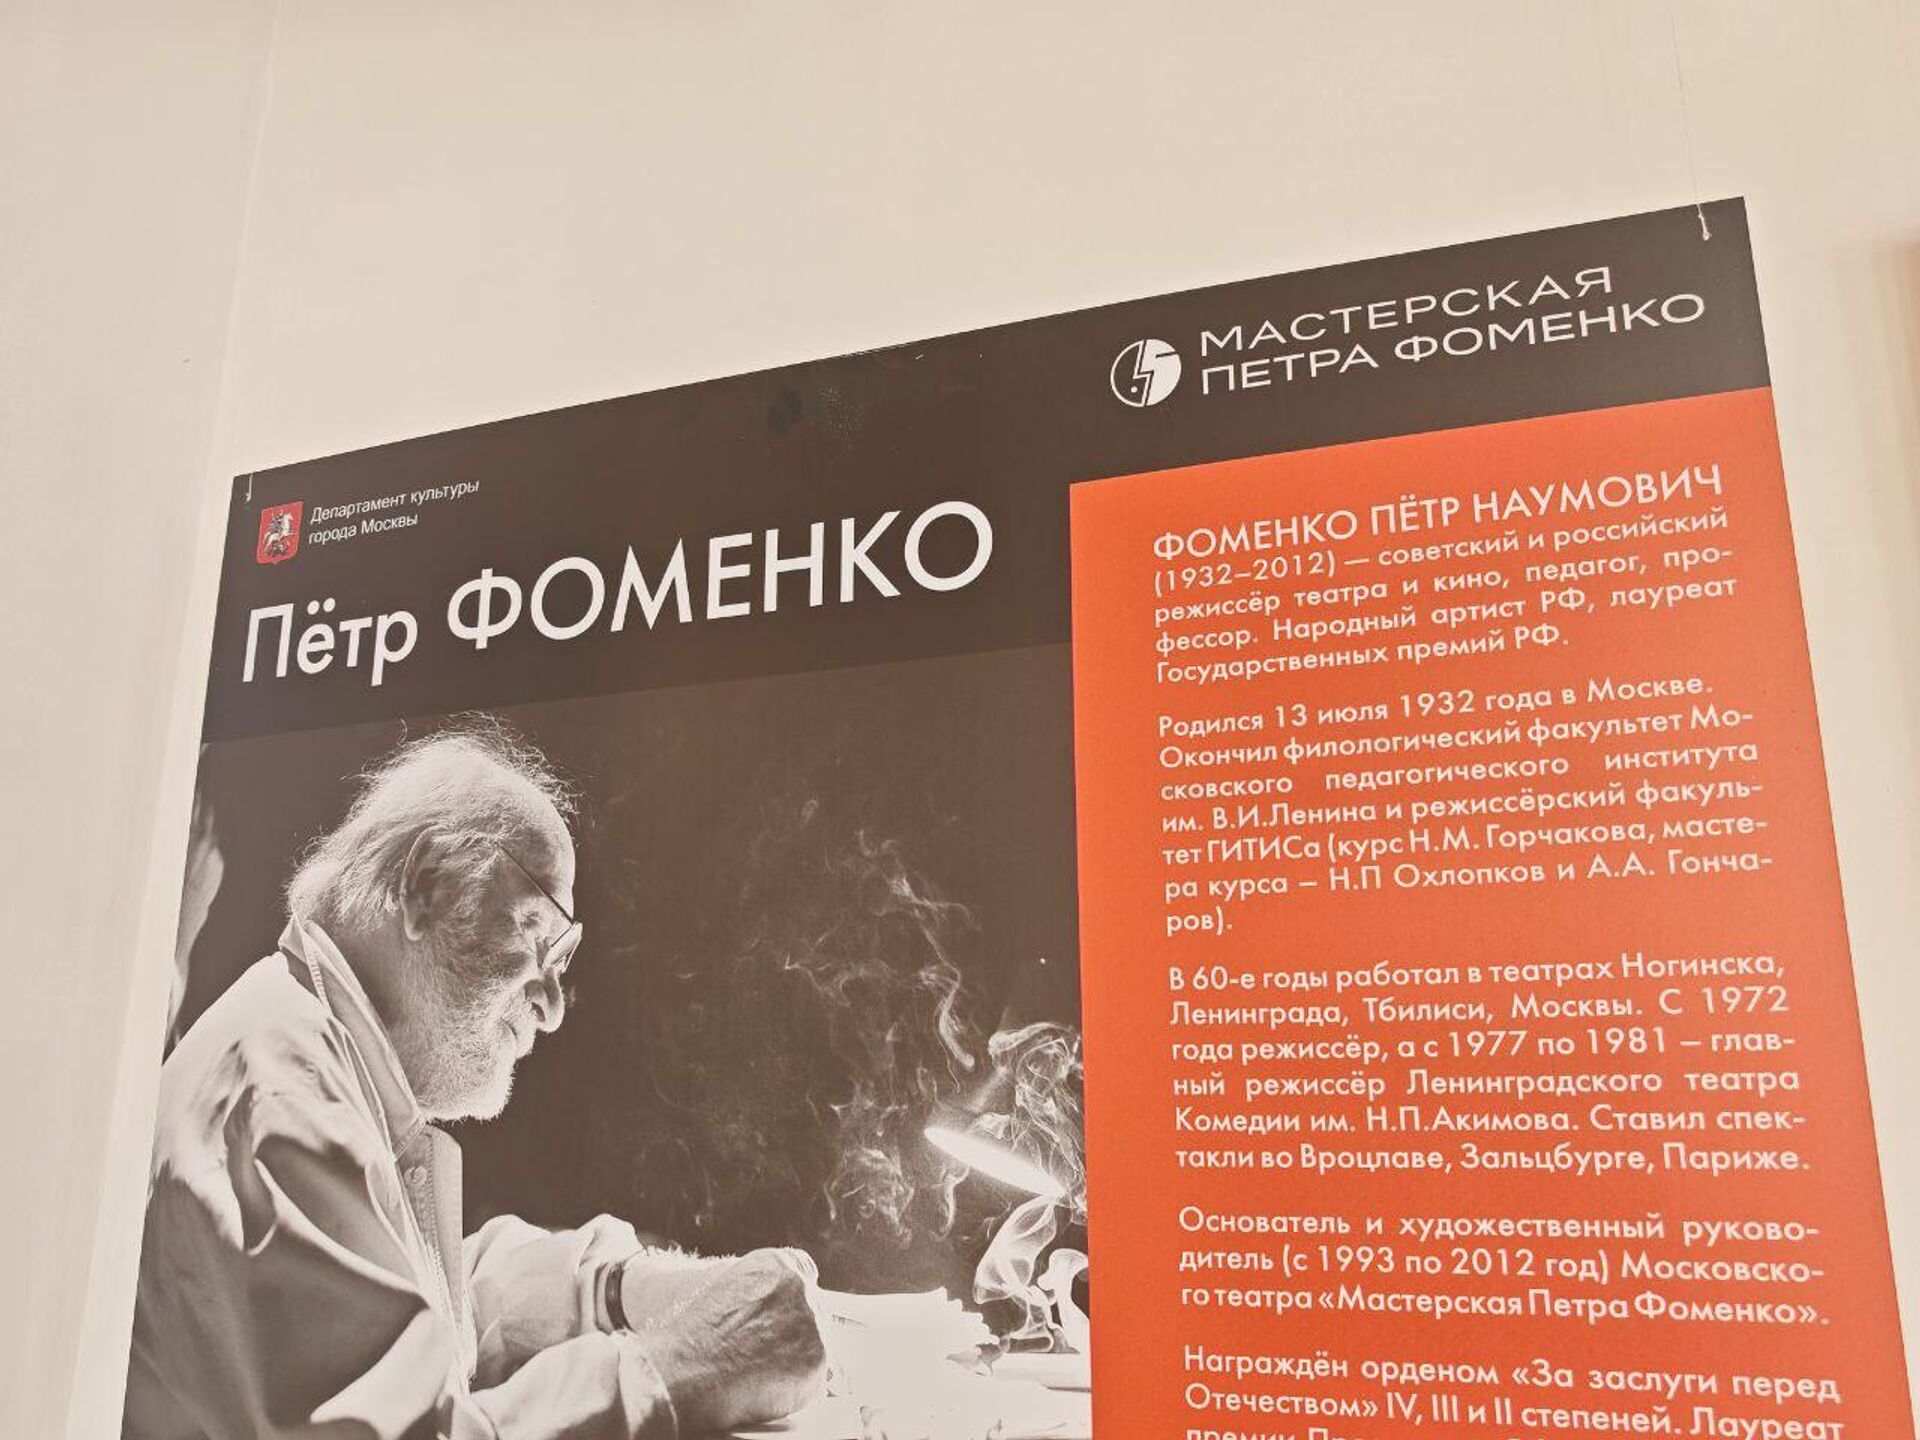 МАСТЕРСКАЯ
ПЕТРА ФОМЕНКО
Департамент культуры
города Москвы
Пётр ФОМЕНКО
ФОМЕНКО ПЁТР НАУМОВИЧ
(1932–2012) — советский и российский
режиссёр театра и кино, педагог, про-
фессор. Народный артист РФ, лауреат
Государственных премий РФ.
Родился 13 июля 1932 года в Москве.
Окончил филологический факультет Мо-
сковского педагогического института
им. В.И.Ленина и режиссёрский факуль-
тет ГИТИСа (курс Н.М. Горчакова, масте-
ра курса – Н.П Охлопков и А.А. Гонча-
ров).
В 60-е годы работал в театрах Ногинска,
Ленинграда, Тбилиси, Москвы. С 1972
года режиссёр, а с 1977 по 1981 – глав-
ный режиссёр Ленинградского театра
Комедии им. Н.П.Акимова. Ставил спек-
такли во Вроцлаве, Зальцбурге, Париже.
Основатель и художественный руково-
дитель (с 1993 по 2012 год) Московско-
го театра «Мастерская Петра Фоменко».
Награждён орденом «За заслуги перед
Отечеством» IV, III и II степеней. Лауреат
премии